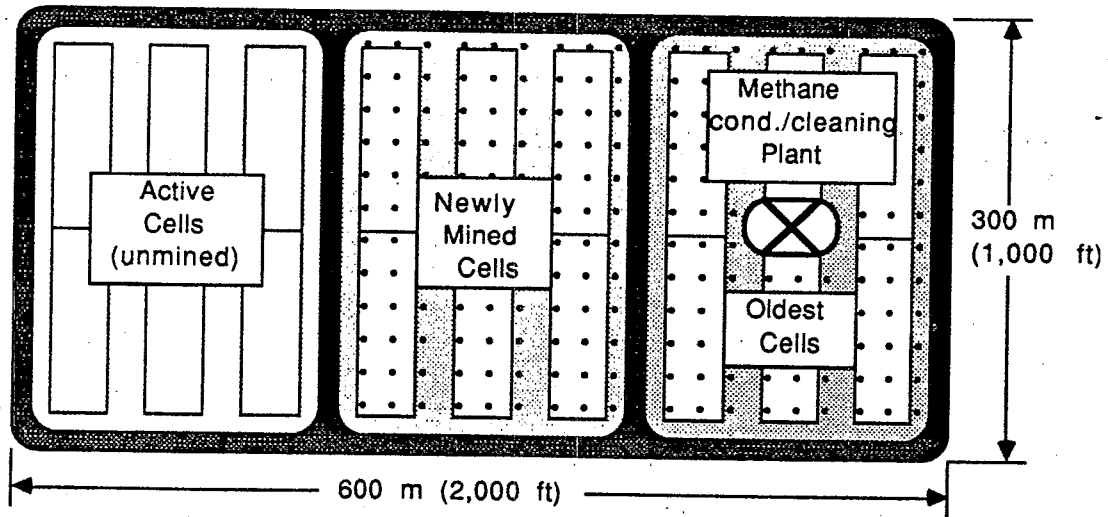 Active
Cells
(unmined)
Newly
Mined
Cells
Methane
cond./cleaning
Plant
Oldest
Cells
300 m
(1,000 ft)
600 m (2,000 ft)